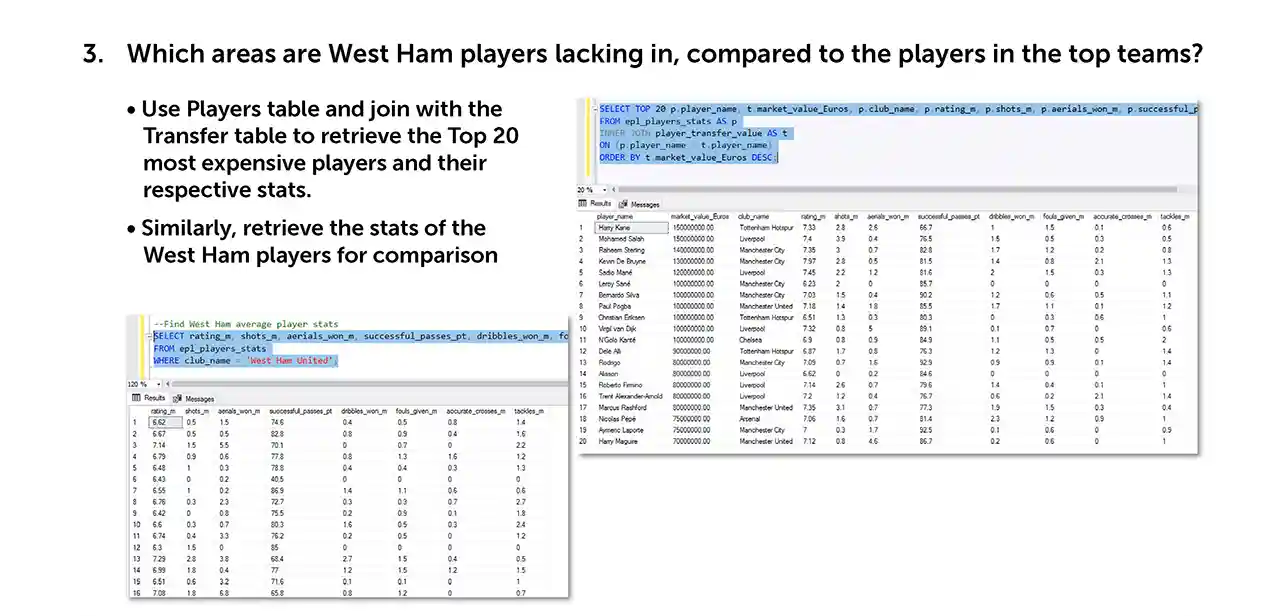 3. Which areas are West Ham players lacking in, compared to the players in the top teams?
• Use Players table and join with the
Transfer table to retrieve the Top 20
most expensive players and their
respective stats.
• Similarly, retrieve the stats of the
West Ham players for comparison
SELECT TOP 20 p.player_name, t.market_value_Euros, p.club_name, p.rating_m, p.shots_m, p.aerials_won_m, p.successful_p
FROM epl_players_stats AS p
INNER JOIN player_transfer_value AS t
ON (p.player_name t.player_name)
ORDER BY t.market_value_Euros DESC;
20 %
Results Messages
player_name market_value_Euros club_name rating_m shots_m aerials_won_m successful_passes_pt dribbles_won_m fouls_given_m accurate_crosses_m tackles_m
1 Harry Kane 150000000.00 Tottenham Hotspur 7.33 2.8 2.6 66.7 1 1.5 0.1 0.6
2 Mohamed Salah 150000000.00 Liverpool 7.4 3.9 0.4 76.5 1.5 0.5 0.3 0.5
3 Raheem Sterling 140000000.00 Manchester City 7.35 3 0.7 82.8 1.7 1.2 0.2 0.8
4 Kevin De Bruyne 130000000.00 Manchester City 7.97 2.8 0.5 81.5 1.4 0.8 2.1 1.3
5 Sadio Mané 120000000.00 Liverpool 7.45 2.2 1.2 81.6 2 1.5 0.3 1.3
6 Leroy Sané 100000000.00 Manchester City 6.23 2 0 85.7 0 0 0 0
7 Bernardo Silva 100000000.00 Manchester City 7.03 1.5 0.4 90.2 1.2 0.6 0.5 1.1
8 Paul Pogba 100000000.00 Manchester United 7.18 1.4 1.8 85.5 1.7 1.1 0.1 1.2
9 Christian Eriksen 100000000.00 Tottenham Hotspur 6.51 1.3 0.3 80.3 0 0.3 0.6 1
10 Virgil van Dijk 100000000.00 Liverpool 7.32 0.8 5 89.1 0.1 0.7 0 0.6
11 N'Golo Kanté 100000000.00 Chelsea 6.9 0.8 0.9 84.9 1.1 0.5 0.5 2
12 Dele Alli 90000000.00 Tottenham Hotspur 6.87 1.7 0.8 76.3 1.2 1.3 0 1.4
13 Rodrigo 80000000.00 Manchester City 7.09 0.7 1.6 92.9 0.9 0.9 0.1 1.4
14 Alisson 80000000.00 Liverpool 6.62 0 0.2 84.6 0 0 0 0
15 Roberto Firmino 80000000.00 Liverpool 7.14 2.6 0.7 79.6 1.4 0.4 0.1 1
16 Trent Alexander-Arnold 80000000.00 Liverpool 7.2 1.2 0.4 76.7 0.6 0.2 2.1 1.4
17 Marcus Rashford 80000000.00 Manchester United 7.35 3.1 0.7 77.3 1.9 1.5 0.3 0.4
18 Nicolas Pépé 75000000.00 Arsenal 7.06 1.6 0.7 81.4 2.3 1.2 0.9 1
19 Aymeric Laporte 75000000.00 Manchester City 7 0.3 1.7 92.5 0.1 0.6 0 0.9
20 Harry Maguire 70000000.00 Manchester United 7.12 0.8 4.6 86.7 0.2 0.6 0 1
--Find West Ham average player stats
SELECT rating_m, shots_m, aerials_won_m, successful_passes_pt, dribbles_won_m, fo
FROM epl_players_stats
WHERE club_name = 'West Ham United';
120 %
Results Messages
rating_m shots_m aerials_won_m successful_passes_pt dribbles_won_m fouls_given_m accurate_crosses_m tackles_m
1 6.62 0.5 1.5 74.6 0.4 0.5 0.8 1.4
2 6.67 0.5 0.5 82.8 0.8 0.9 0.4 1.6
3 7.14 1.5 5.5 70.1 0 0.7 0 2.2
4 6.79 0.9 0.6 77.8 0.8 1.3 1.6 1.2
5 6.48 1 0.3 78.8 0.4 0.4 0.3 1.3
6 6.43 0 0.2 40.5 0 0 0 0
7 6.55 1 0.2 86.9 1.4 1.1 0.6 0.6
8 6.76 0.3 2.3 72.7 0.3 0.9 0.7 2.7
9 6.42 0 0.8 75.5 0.2 0.9 0.1 1.8
10 6.6 0.3 0.7 80.3 1.6 0.5 0.3 2.4
11 6.74 0.4 3.3 76.2 0.2 0.5 0 1.2
12 6.3 1.5 0 85 0 0 0 0
13 7.29 2.8 3.8 68.4 2.7 1.5 0.4 0.5
14 6.99 1.8 0.4 77 1.2 1.5 1.2 1.5
15 6.51 0.6 3.2 71.6 0.1 0.1 0 1
16 7.08 1.8 6.8 65.8 0.8 1.2 0 0.7